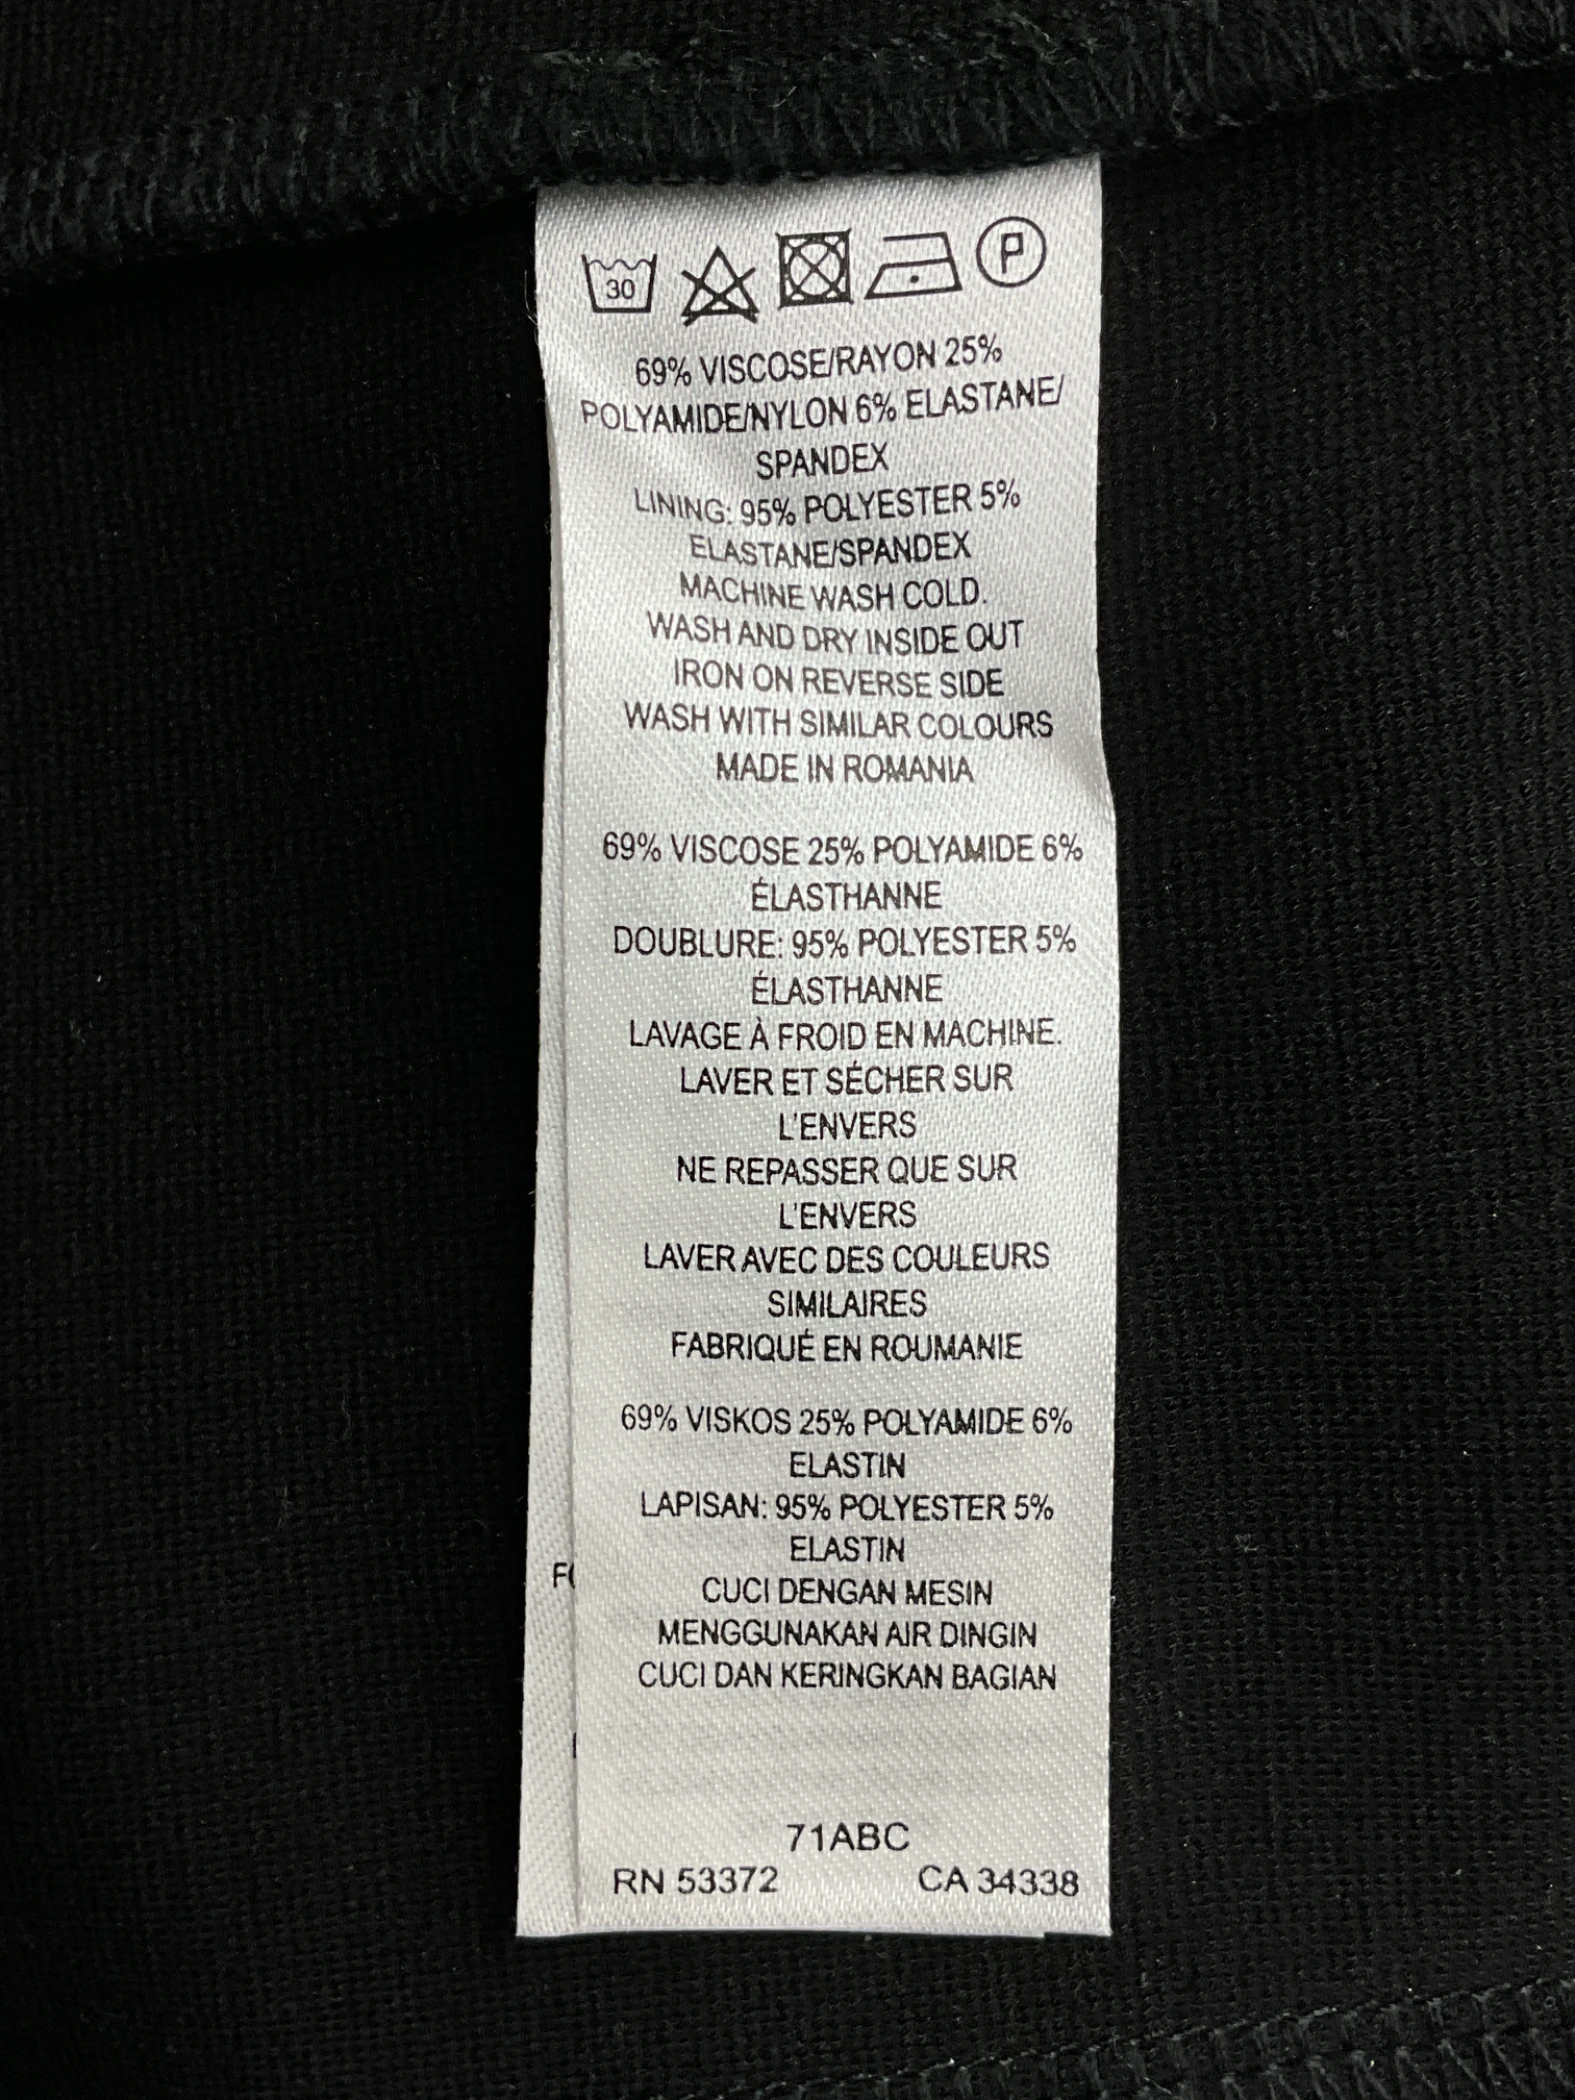 30
P
69% VISCOSE/RAYON 25%
POLYAMIDE/NYLON 6% ELASTANE/
SPANDEX
LINING: 95% POLYESTER 5%
ELASTANE/SPANDEX
MACHINE WASH COLD.
WASH AND DRY INSIDE OUT
IRON ON REVERSE SIDE
WASH WITH SIMILAR COLOURS
MADE IN ROMANIA
69% VISCOSE 25% POLYAMIDE 6%
ÉLASTHANNE
DOUBLURE: 95% POLYESTER 5%
ÉLASTHANNE
LAVAGE À FROID EN MACHINE.
LAVER ET SÉCHER SUR
L'ENVERS
NE REPASSER QUE SUR
L'ENVERS
LAVER AVEC DES COULEURS
SIMILAIRES
FABRIQUÉ EN ROUMANIE
69% VISKOS 25% POLYAMIDE 6%
ELASTIN
LAPISAN: 95% POLYESTER 5%
ELASTIN
CUCI DENGAN MESIN
MENGGUNAKAN AIR DINGIN
CUCI DAN KERINGKAN BAGIAN
71ABC
RN 53372 CA 34338